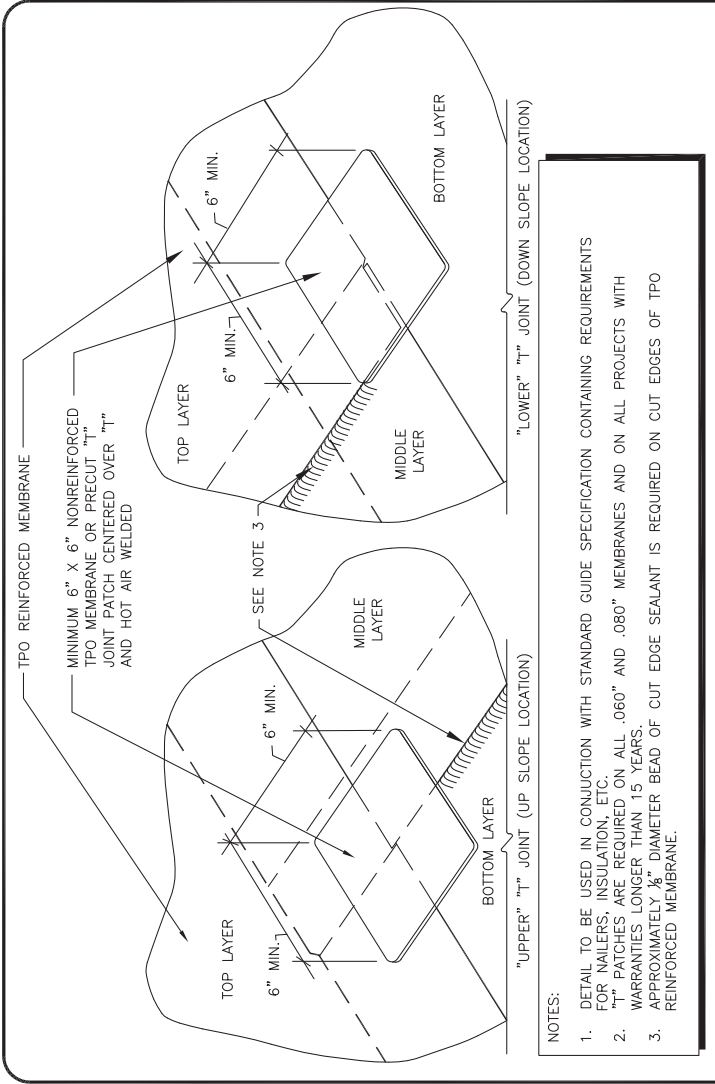 TPO REINFORCED MEMBRANE
MINIMUM 6" X 6" NONREINFORCED
TPO MEMBRANE OR PRECUT "T"
JOINT PATCH CENTERED OVER "T"
AND HOT AIR WELDED
TOP LAYER
6" MIN.
6" MIN.
MIDDLE
LAYER
BOTTOM LAYER
SEE NOTE 3
"UPPER" "T" JOINT (UP SLOPE LOCATION)
TOP LAYER
6" MIN.
6" MIN.
MIDDLE
LAYER
BOTTOM LAYER
"LOWER" "T" JOINT (DOWN SLOPE LOCATION)
NOTES:
1. DETAIL TO BE USED IN CONJUCTION WITH STANDARD GUIDE SPECIFICATION CONTAINING REQUIREMENTS
FOR NAILERS, INSULATION, ETC.
2. "T" PATCHES ARE REQUIRED ON ALL .060" AND .080" MEMBRANES AND ON ALL PROJECTS WITH
WARRANTIES LONGER THAN 15 YEARS.
3. APPROXIMATELY ⅛" DIAMETER BEAD OF CUT EDGE SEALANT IS REQUIRED ON CUT EDGES OF TPO
REINFORCED MEMBRANE.